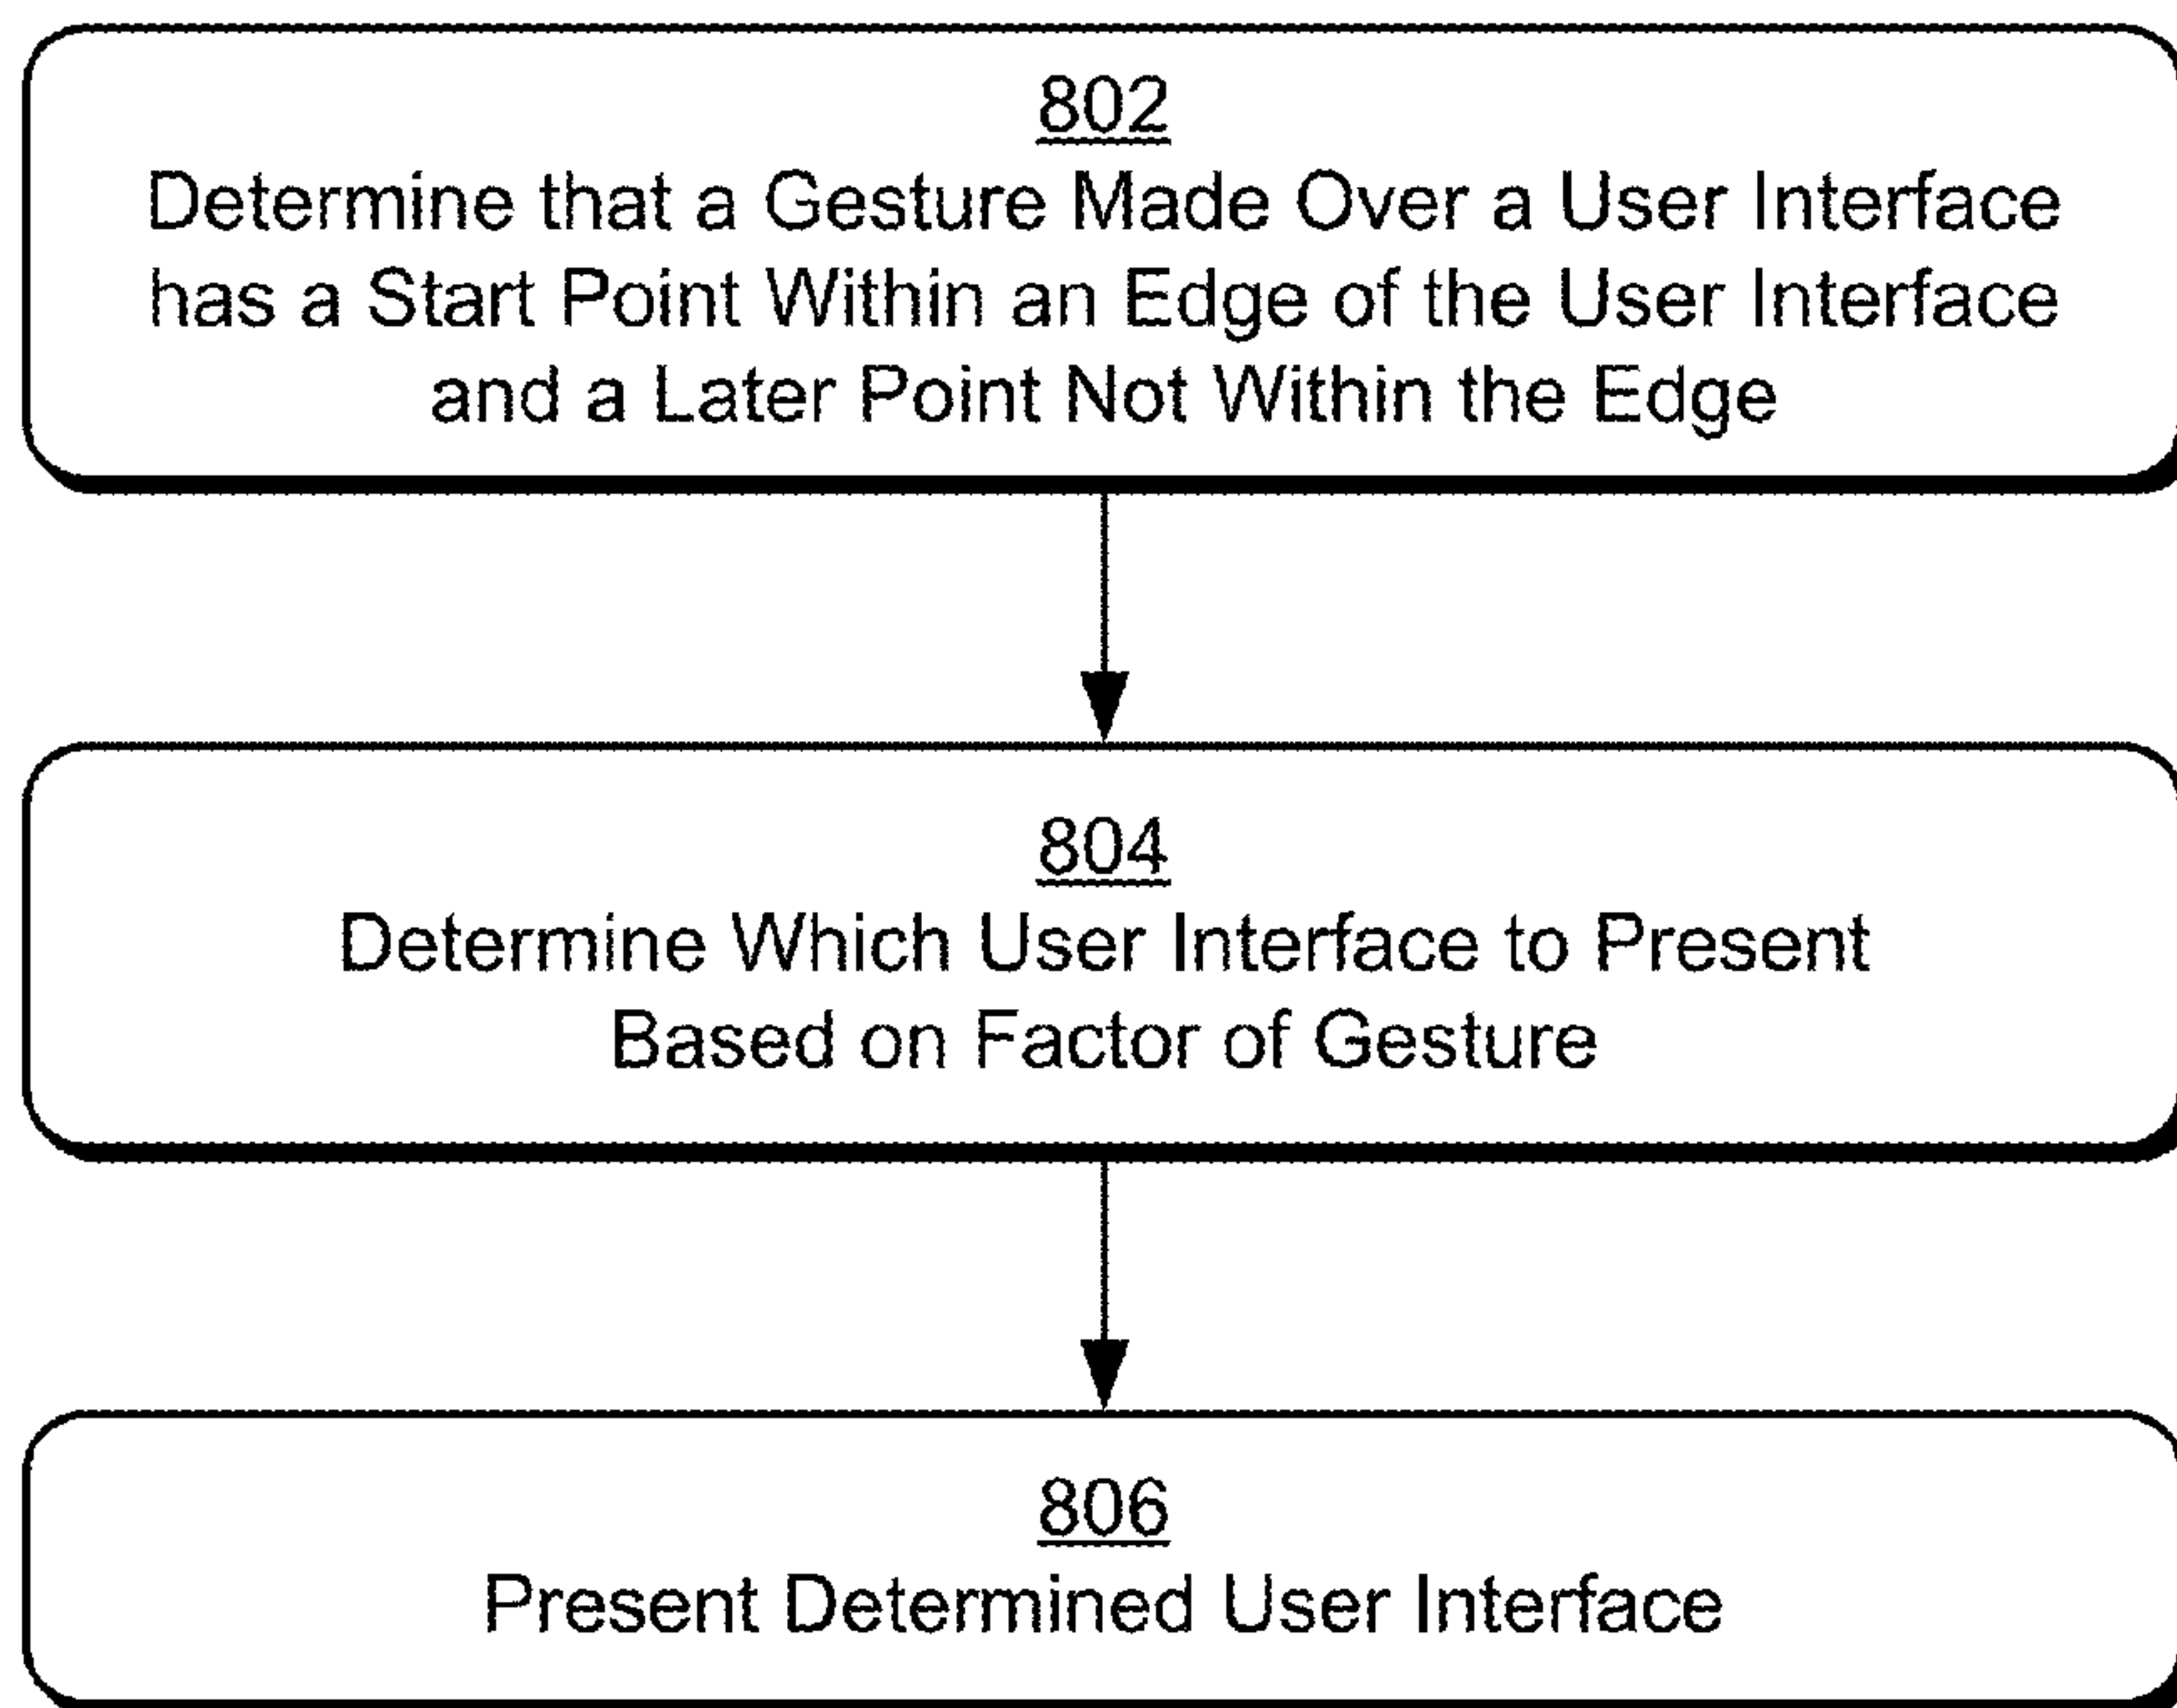 802
Determine that a Gesture Made Over a User Interface
has a Start Point Within an Edge of the User Interface
and a Later Point Not Within the Edge
804
Determine Which User Interface to Present
Based on Factor of Gesture
806
Present Determined User Interface